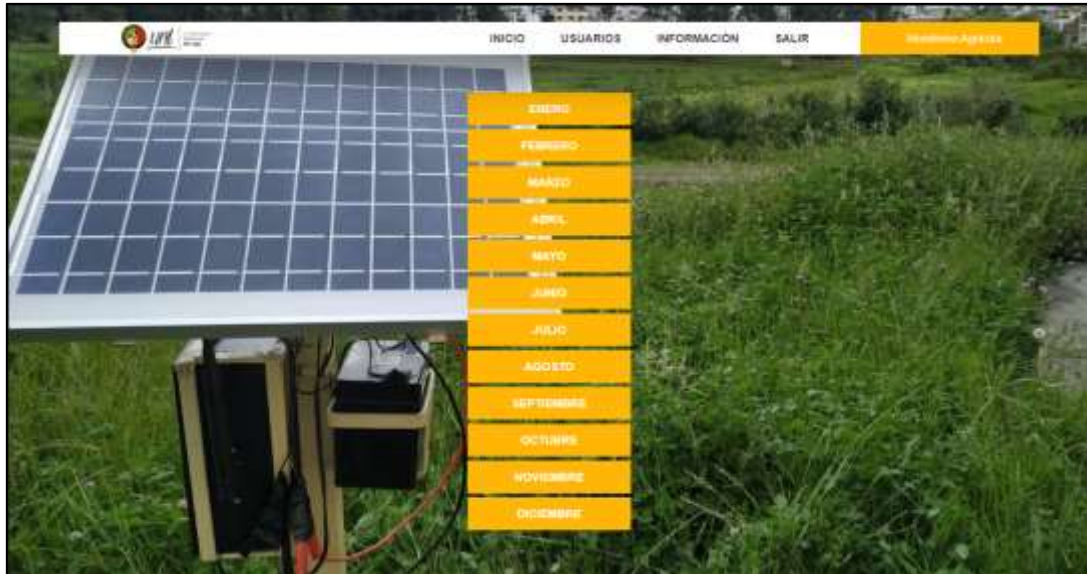 INICIO USUARIOS INFORMACIÓN SALIR
ENERO
FEBRERO
MARZO
ABRIL
MAYO
JUNIO
JULIO
AGOSTO
SEPTIEMBRE
OCTUBRE
NOVIEMBRE
DICIEMBRE